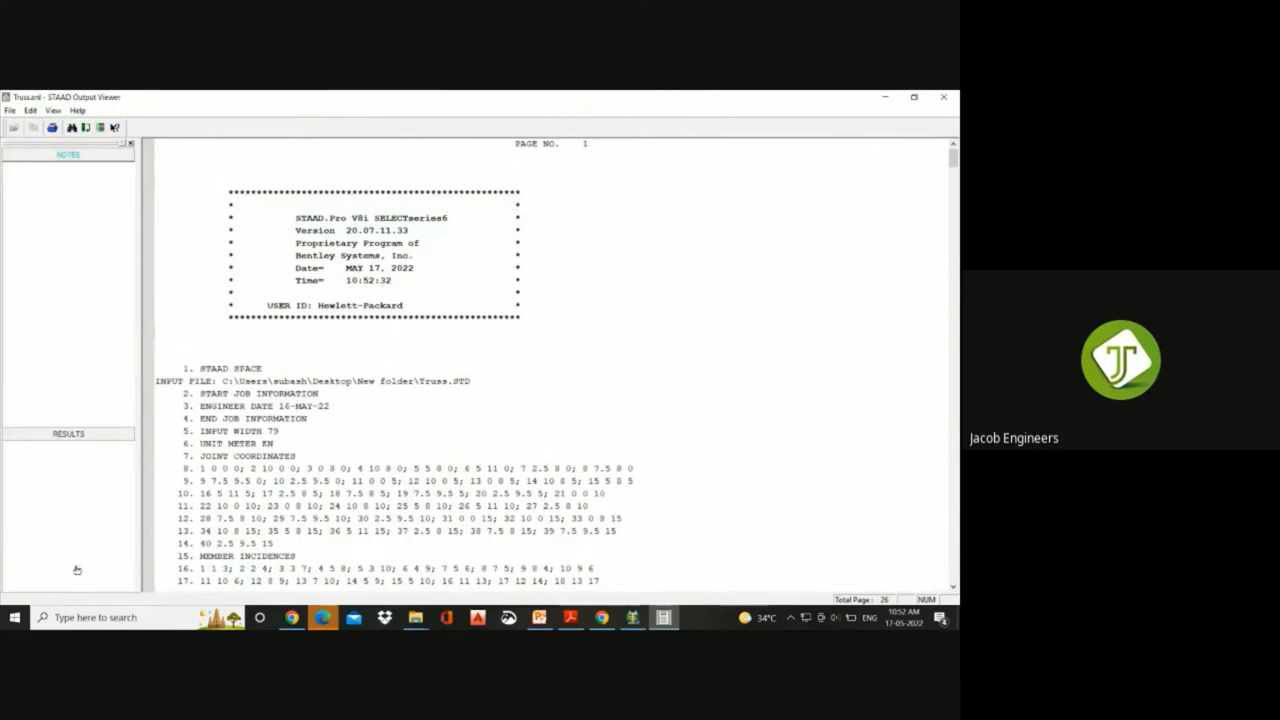 Truss.anl - STAAD Output Viewer
File Edit View Help
NOTES
RESULTS
PAGE NO. 1
****************************************************
* *
* STAAD.Pro V8i SELECTseries6 *
* Version 20.07.11.33 *
* Proprietary Program of *
* Bentley Systems, Inc. *
* Date= MAY 17, 2022 *
* Time= 10:52:32 *
* *
* USER ID: Hewlett-Packard *
****************************************************
1. STAAD SPACE
INPUT FILE: C:\Users\subash\Desktop\New folder\Truss.STD
2. START JOB INFORMATION
3. ENGINEER DATE 16-MAY-22
4. END JOB INFORMATION
5. INPUT WIDTH 79
6. UNIT METER KN
7. JOINT COORDINATES
8. 1 0 0 0; 2 10 0 0; 3 0 8 0; 4 10 8 0; 5 5 8 0; 6 5 11 0; 7 2.5 8 0; 8 7.5 8 0
9. 9 7.5 9.5 0; 10 2.5 9.5 0; 11 0 0 5; 12 10 0 5; 13 0 8 5; 14 10 8 5; 15 5 8 5
10. 16 5 11 5; 17 2.5 8 5; 18 7.5 8 5; 19 7.5 9.5 5; 20 2.5 9.5 5; 21 0 0 10
11. 22 10 0 10; 23 0 8 10; 24 10 8 10; 25 5 8 10; 26 5 11 10; 27 2.5 8 10
12. 28 7.5 8 10; 29 7.5 9.5 10; 30 2.5 9.5 10; 31 0 0 15; 32 10 0 15; 33 0 8 15
13. 34 10 8 15; 35 5 8 15; 36 5 11 15; 37 2.5 8 15; 38 7.5 8 15; 39 7.5 9.5 15
14. 40 2.5 9.5 15
15. MEMBER INCIDENCES
16. 1 1 3; 2 2 4; 3 3 7; 4 5 8; 5 3 10; 6 4 9; 7 5 6; 8 7 5; 9 8 4; 10 9 6
17. 11 10 6; 12 8 9; 13 7 10; 14 5 9; 15 5 10; 16 11 13; 17 12 14; 18 13 17
Total Page: 26 NUM
Type here to search
34°C ENG
10:52 AM
17-05-2022
4
Jacob Engineers